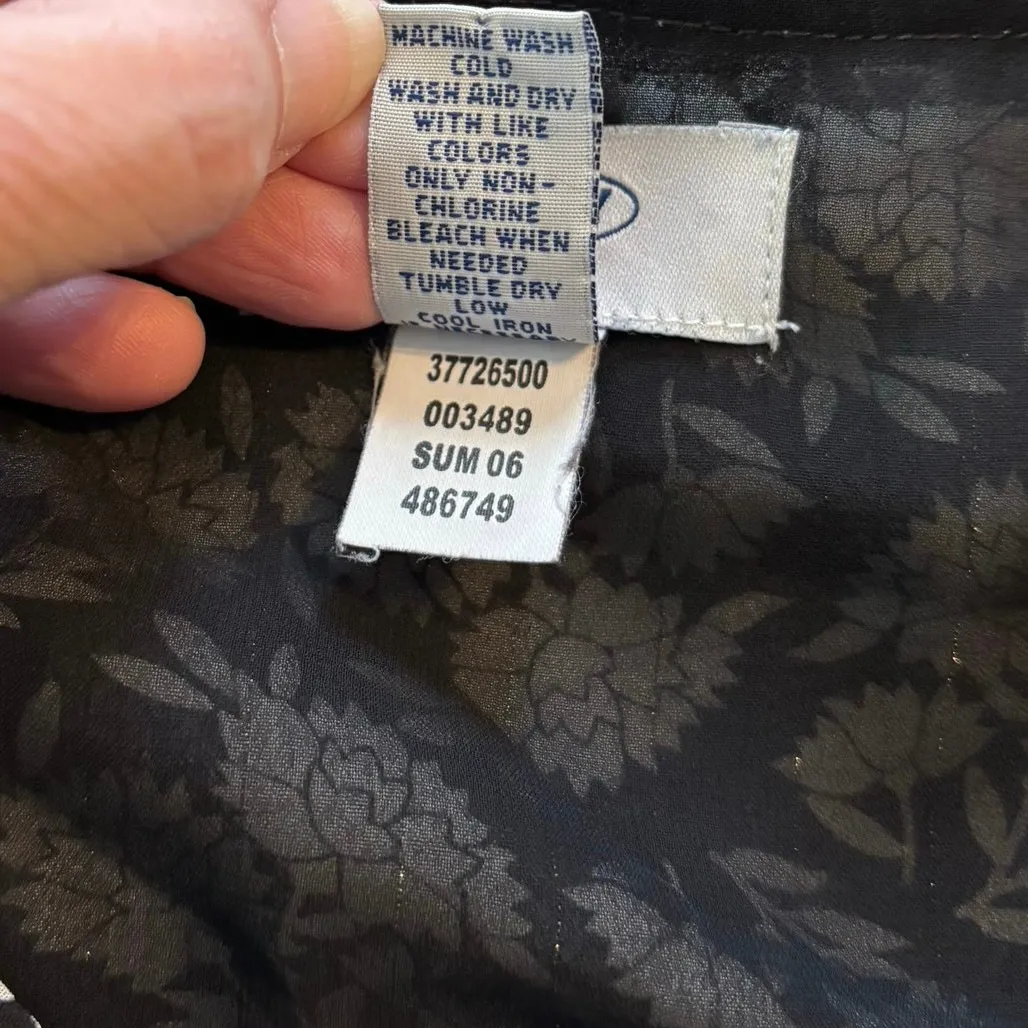 MACHINE WASH
COLD
WASH AND DRY
WITH LIKE
COLORS
ONLY NON-
CHLORINE
BLEACH WHEN
NEEDED
TUMBLE DRY
LOW
COOL IRON
37726500
003489
SUM 06
486749